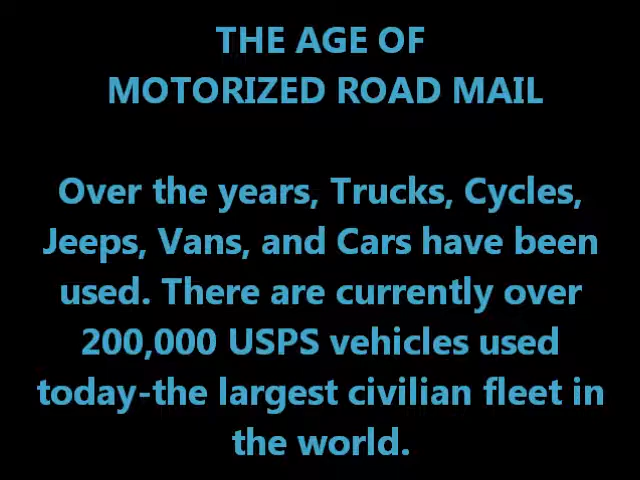 THE AGE OF
MOTORIZED ROAD MAIL
Over the years, Trucks, Cycles,
Jeeps, Vans, and Cars have been
used. There are currently over
200,000 USPS vehicles used
today-the largest civilian fleet in
the world.